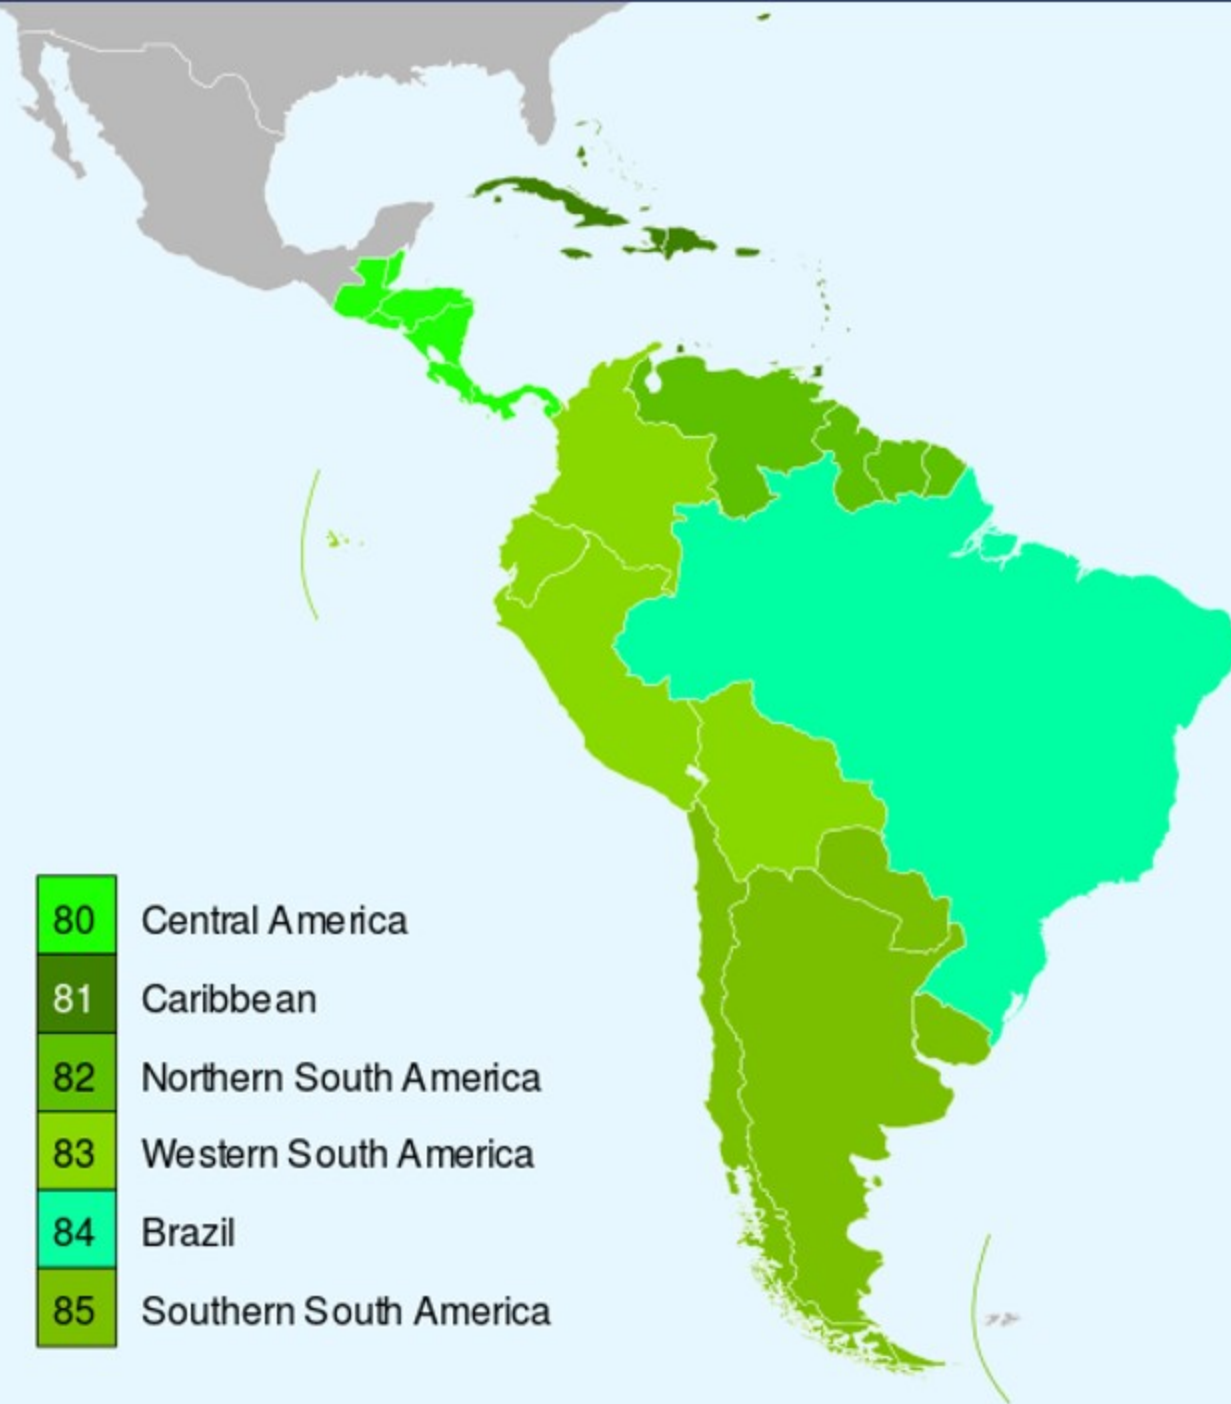 80 Central America
81 Caribbean
82 Northern South America
83 Western South America
84 Brazil
85 Southern South America